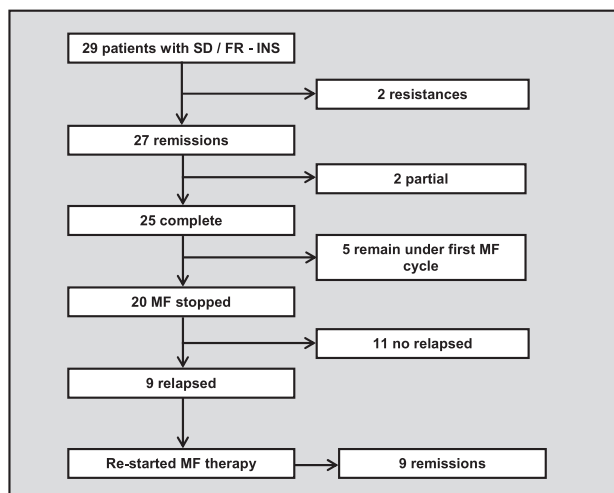 29 patients with SD / FR - INS
2 resistances
27 remissions
2 partial
25 complete
5 remain under first MF
cycle
20 MF stopped
11 no relapsed
9 relapsed
Re-started MF therapy
9 remissions